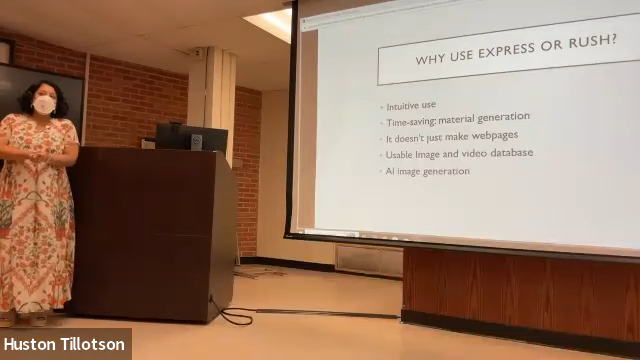 WHY USE EXPRESS OR RUSH?
• Intuitive use
• Time-saving: material generation
• It doesn't just make webpages
• Usable Image and video database
• AI image generation
Huston Tillotson